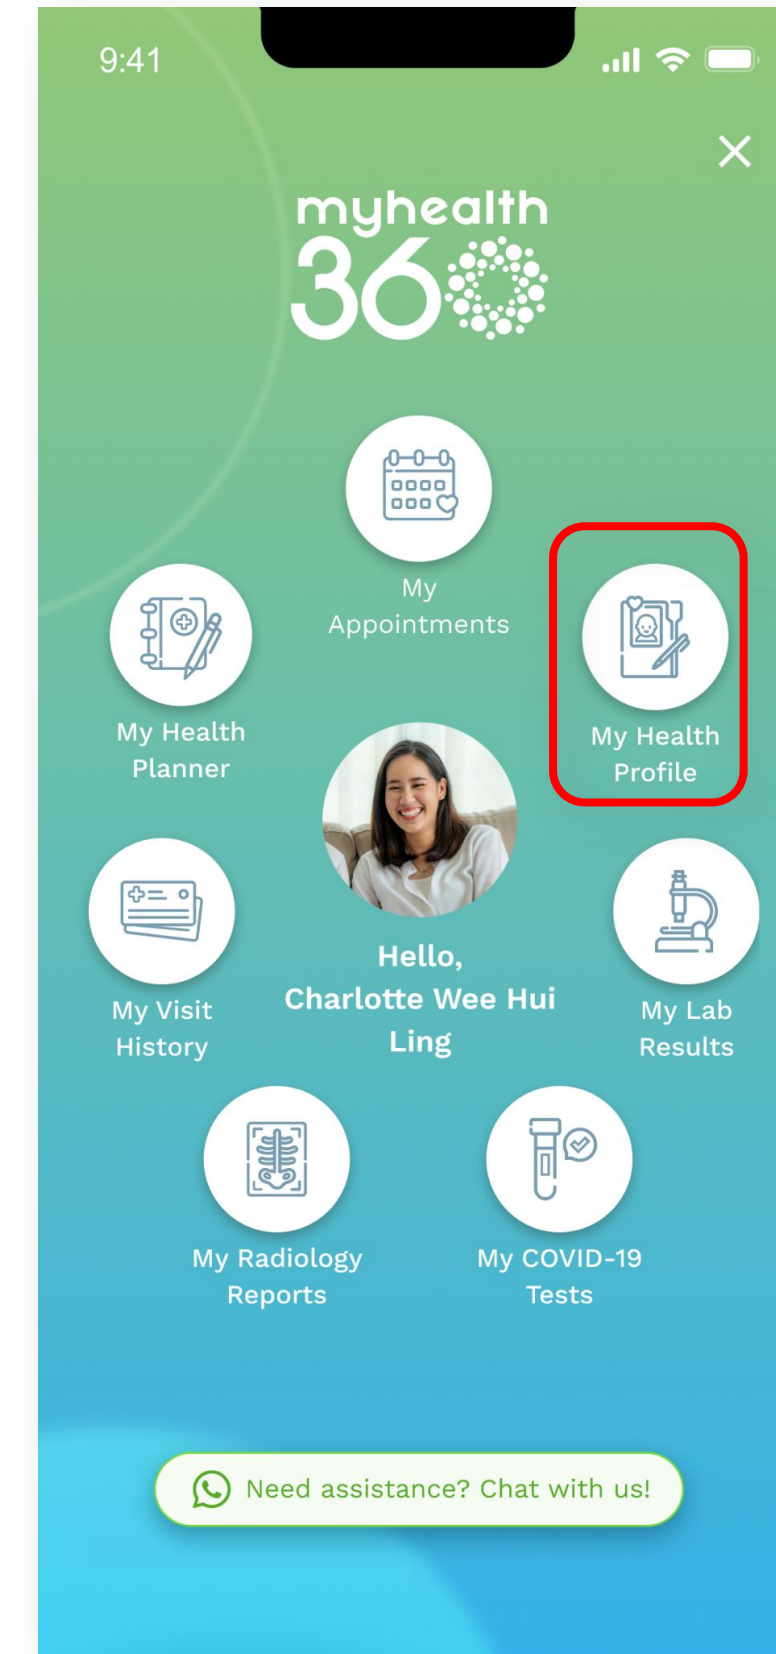 9:41
myhealth
360
My
Appointments
My Health
Planner
My Health
Profile
Hello,
Charlotte Wee Hui
Ling
My Visit
History
My Lab
Results
My Radiology
Reports
My COVID-19
Tests
Need assistance? Chat with us!